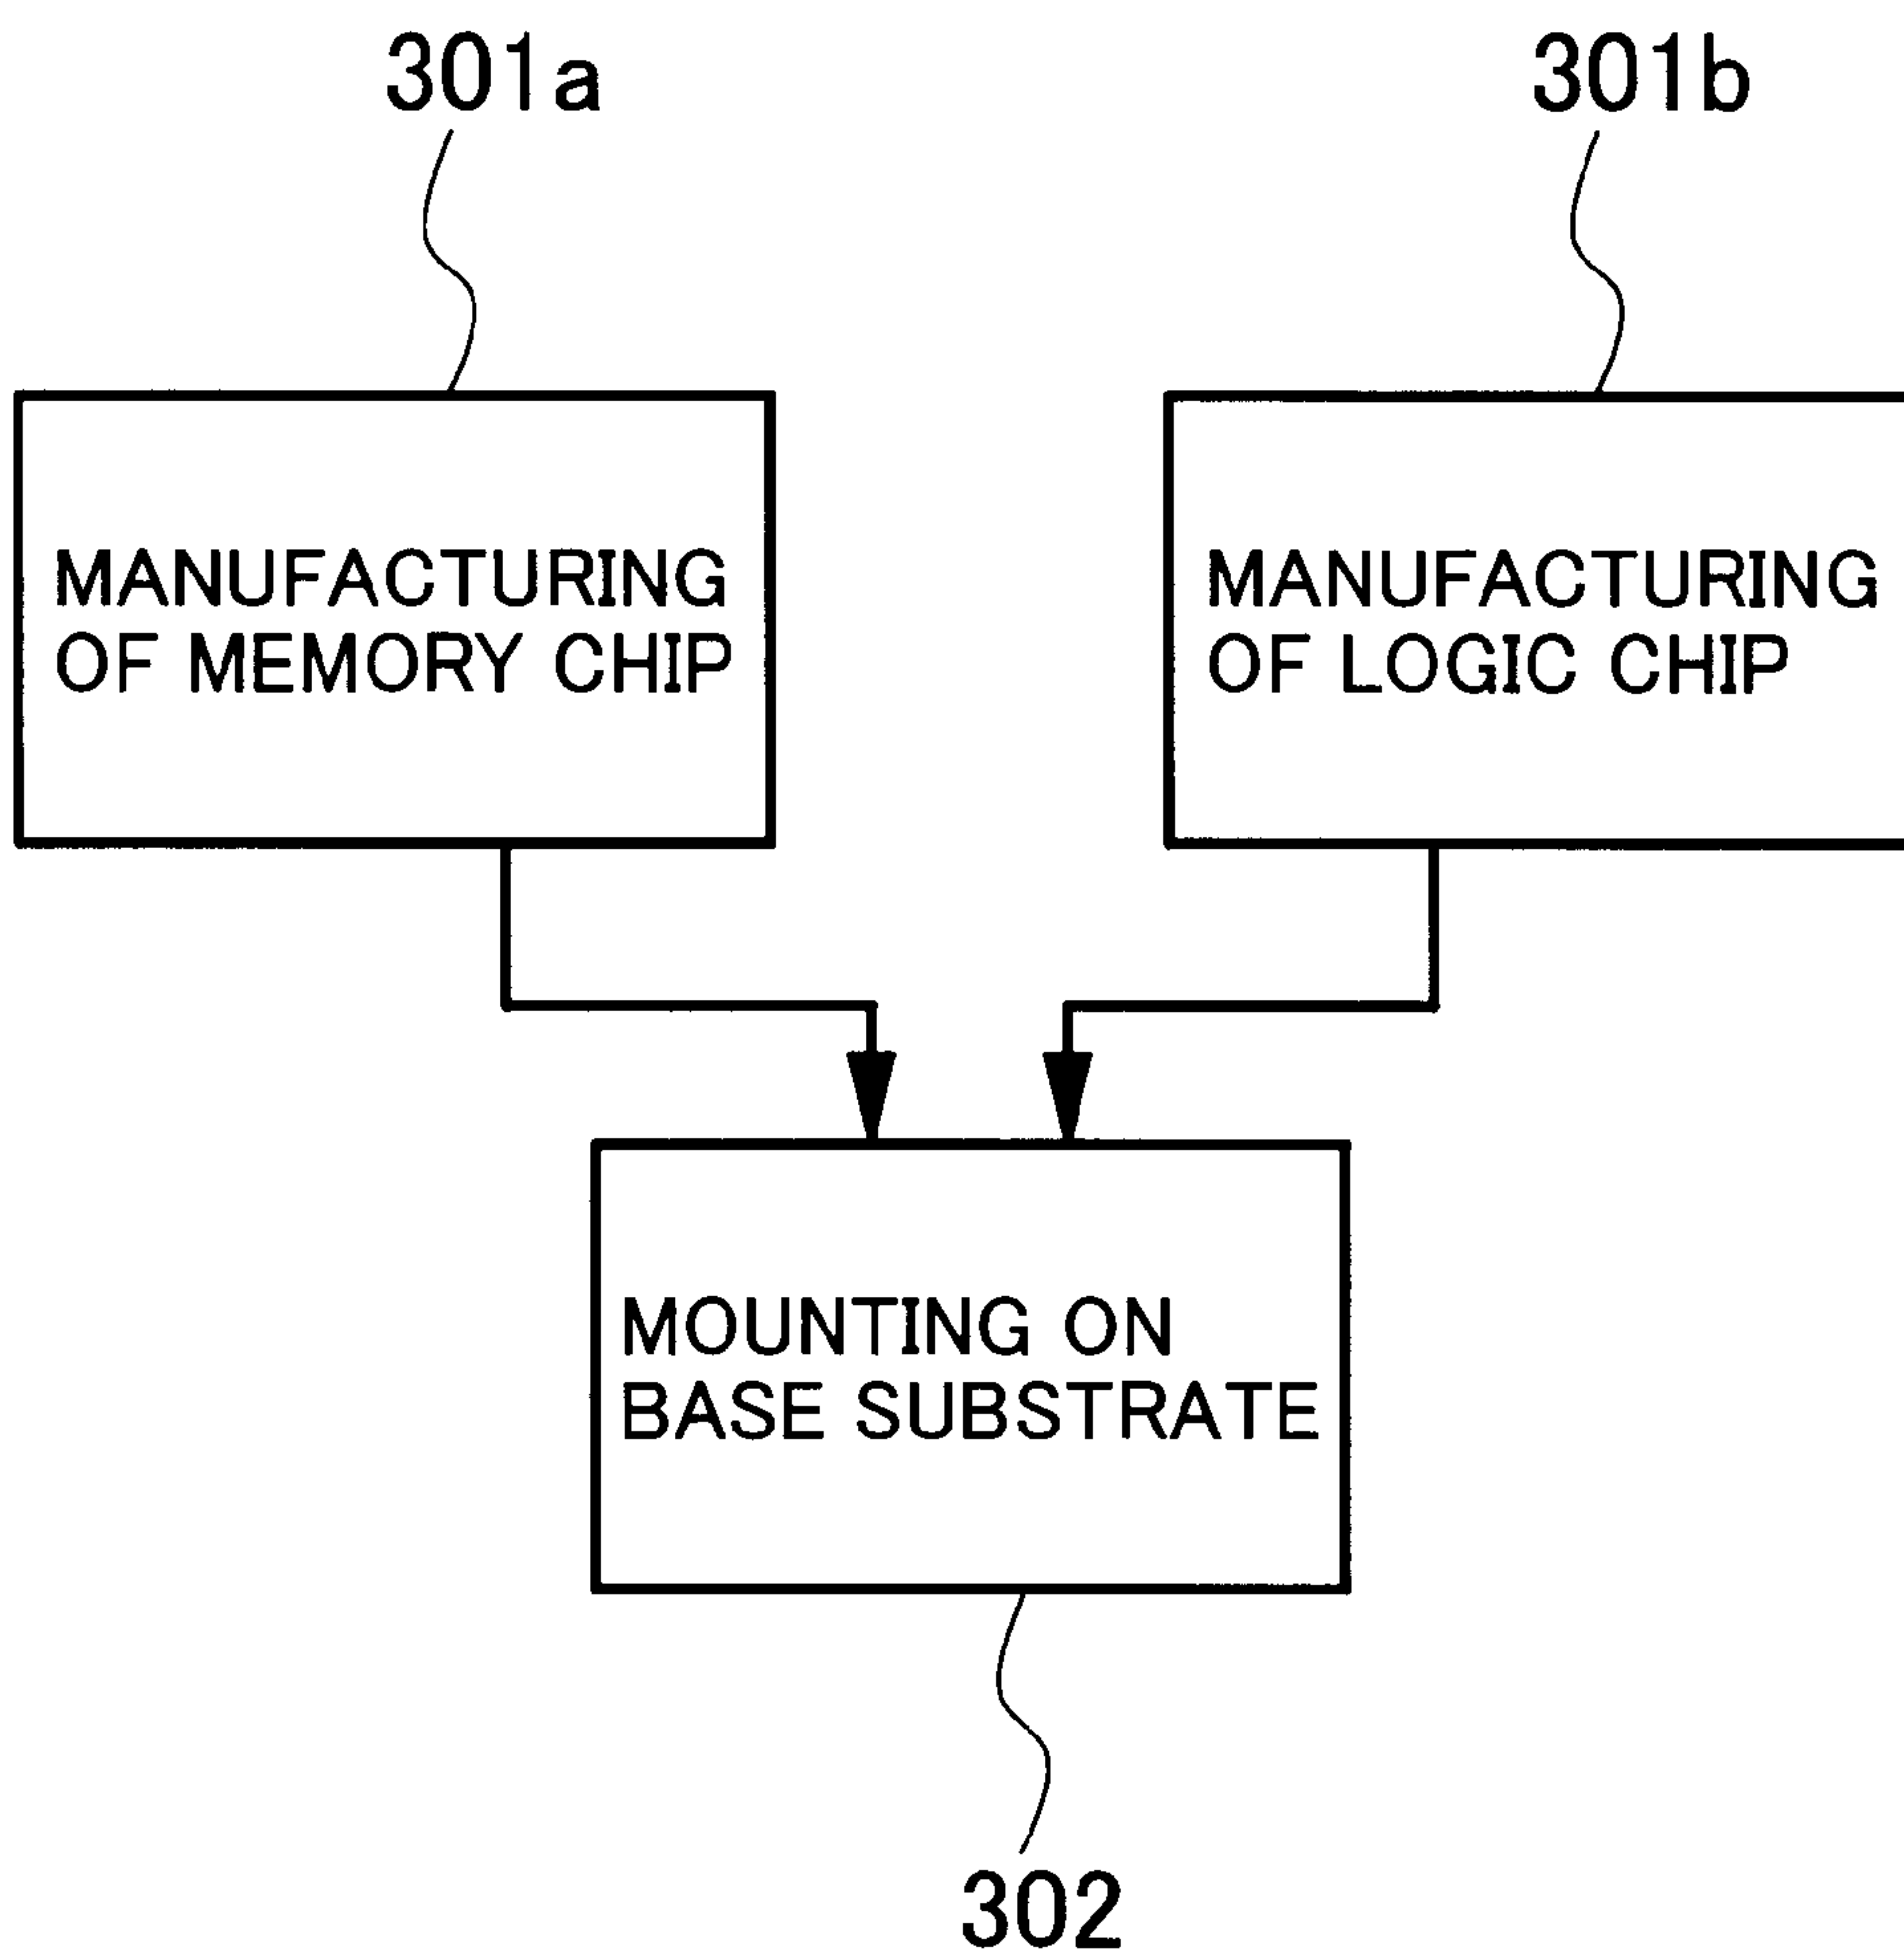 301a
301b
MANUFACTURING
OF MEMORY CHIP
MANUFACTURING
OF LOGIC CHIP
MOUNTING ON
BASE SUBSTRATE
302